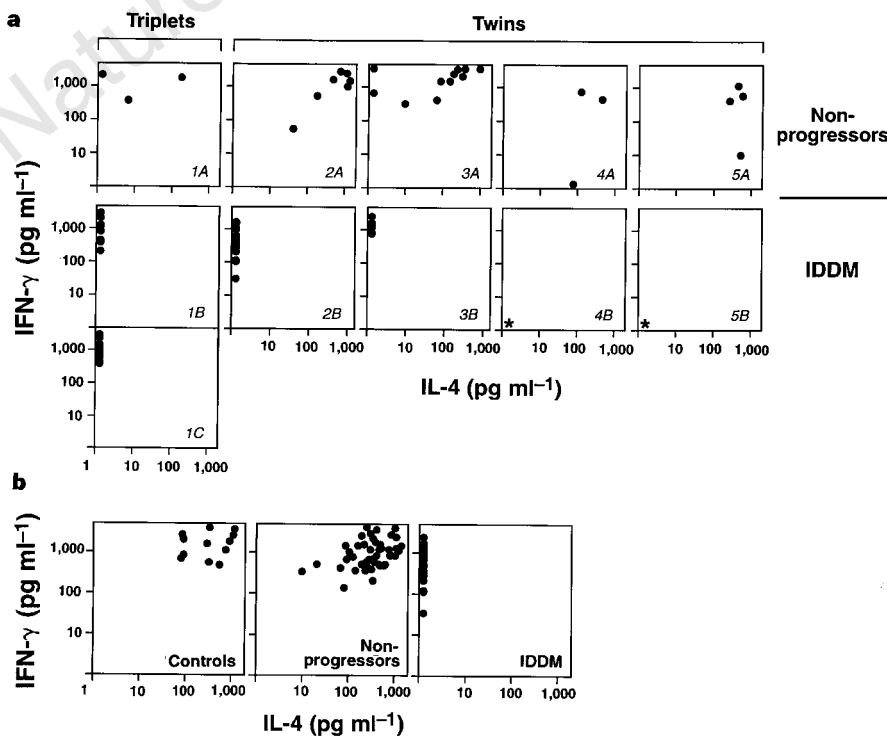 a
Triplets
Twins
Nature
IFN-γ (pg ml⁻¹)
1,000
100
10
1A
2A
3A
4A
5A
Non-
progressors
1,000
100
10
1B
2B
3B
*
4B
*
5B
IDDM
10 100 1,000
10 100 1,000
10 100 1,000
10 100 1,000
1,000
100
10
1C
1 10 100 1,000
IL-4 (pg ml⁻¹)
b
IFN-γ (pg ml⁻¹)
1,000
100
10
Controls
Non-
progressors
IDDM
1 10 100 1,000
10 100 1,000
10 100 1,000
IL-4 (pg ml⁻¹)